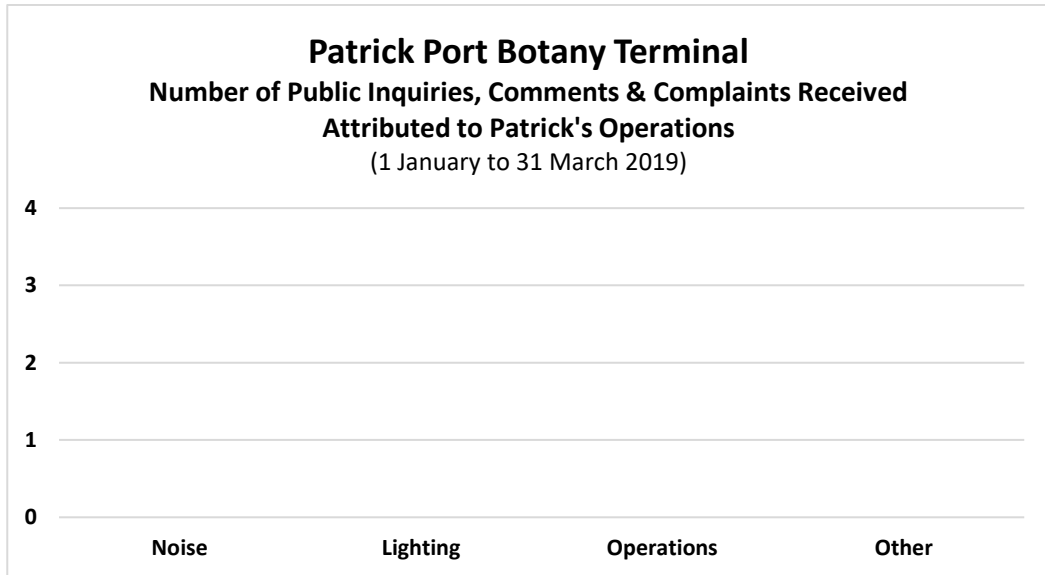 Patrick Port Botany Terminal
Number of Public Inquiries, Comments & Complaints Received
Attributed to Patrick's Operations
(1 January to 31 March 2019)
4
3
2
1
0
Noise Lighting Operations Other